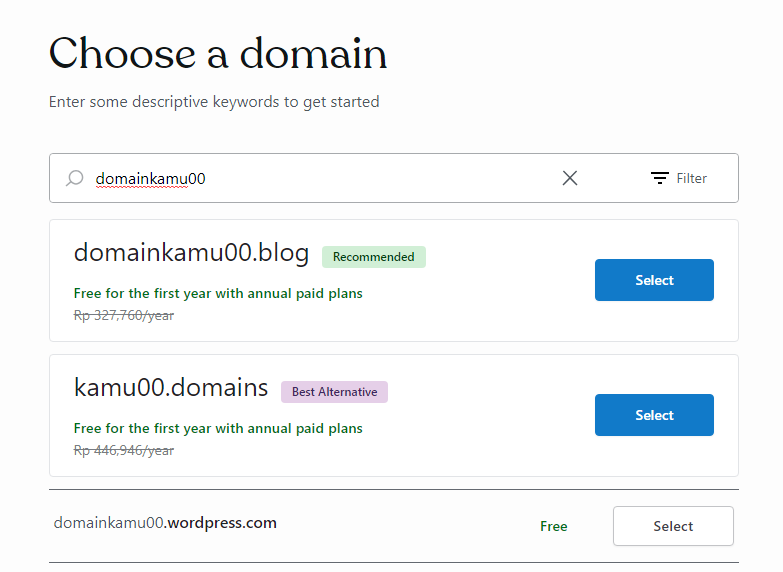 Choose a domain
Enter some descriptive keywords to get started
domainkamu00
Filter
domainkamu00.blog Recommended
Free for the first year with annual paid plans
Rp 327,760/year
Select
kamu00.domains Best Alternative
Free for the first year with annual paid plans
Rp 446,946/year
Select
domainkamu00.wordpress.com Free Select